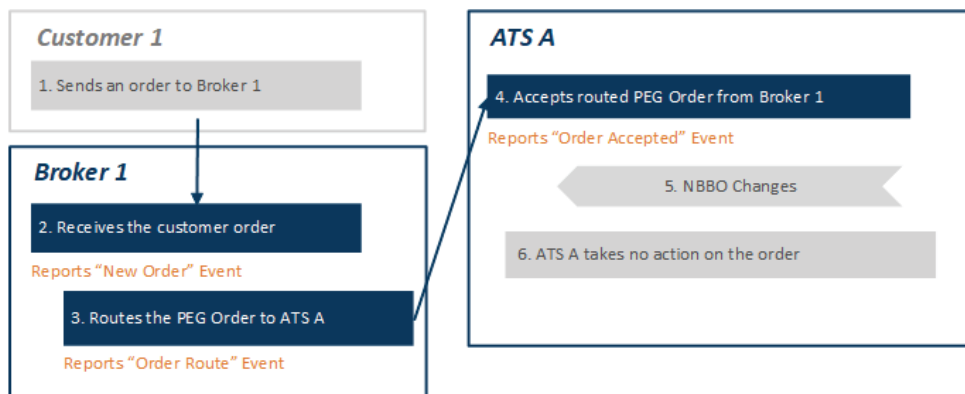 Customer 1
1. Sends an order to Broker 1
Broker 1
2. Receives the customer order
Reports “New Order” Event
3. Routes the PEG Order to ATS A
Reports “Order Route” Event
ATS A
4. Accepts routed PEG Order from Broker 1
Reports “Order Accepted” Event
5. NBBO Changes
6. ATS A takes no action on the order